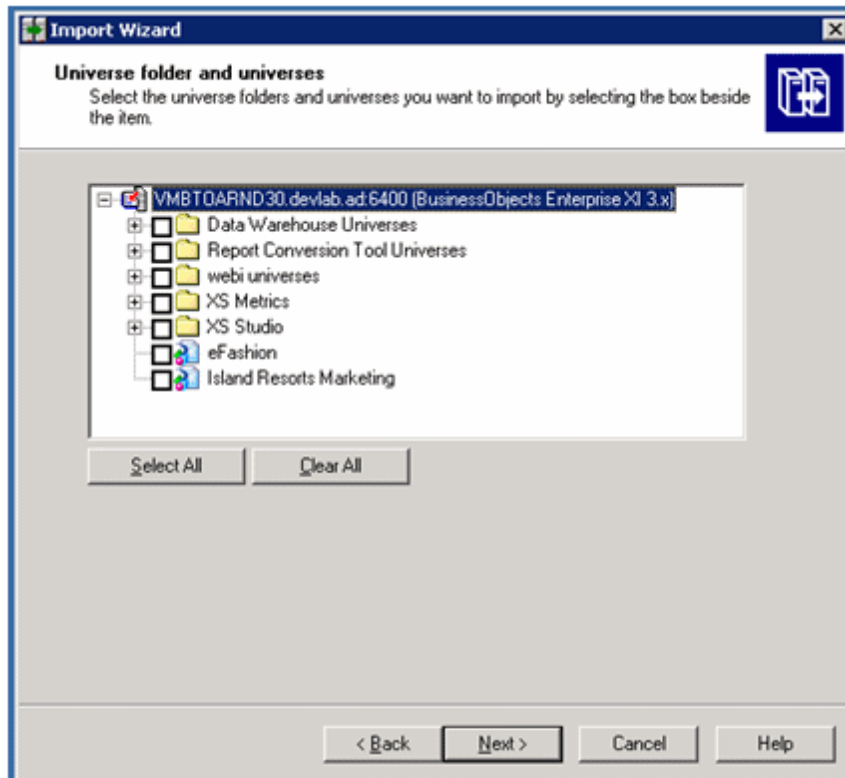 Import Wizard
Universe folder and universes
Select the universe folders and universes you want to import by selecting the box beside
the item.
VMBTOARND30.devlab.ad:6400 (BusinessObjects Enterprise XI 3.x)
Data Warehouse Universes
Report Conversion Tool Universes
webi universes
XS Metrics
XS Studio
eFashion
Island Resorts Marketing
Select All Clear All
< Back Next > Cancel Help